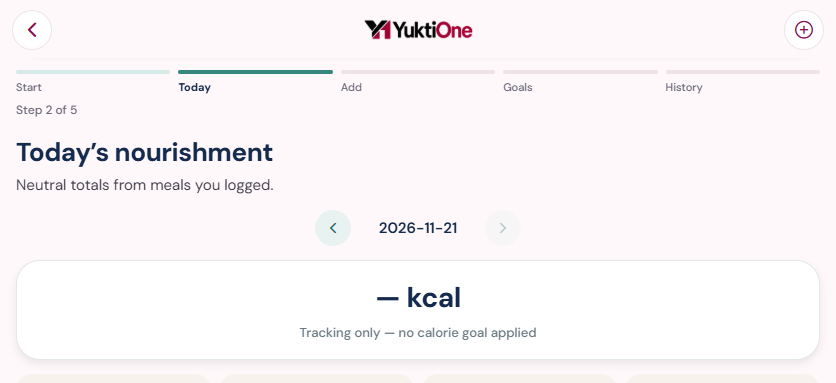 YuktiOne
Start
Today
Add
Goals
History
Step 2 of 5
Today’s nourishment
Neutral totals from meals you logged.
2026-11-21
— kcal
Tracking only — no calorie goal applied